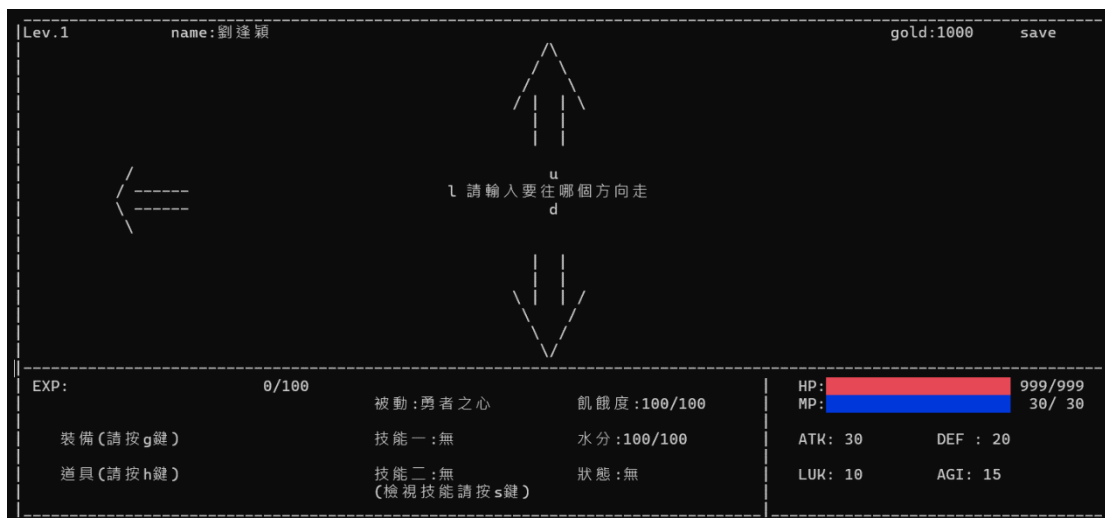 Lev.1 name:劉逢穎 gold:1000 save
u
l 請輸入要往哪個方向走
d
EXP: 0/100 HP: 999/999
被動:勇者之心 飢餓度:100/100 MP: 30/ 30
裝備(請按g鍵) 技能一:無 水分:100/100 ATK: 30 DEF : 20
道具(請按h鍵) 技能二:無 狀態:無 LUK: 10 AGI: 15
(檢視技能請按s鍵)